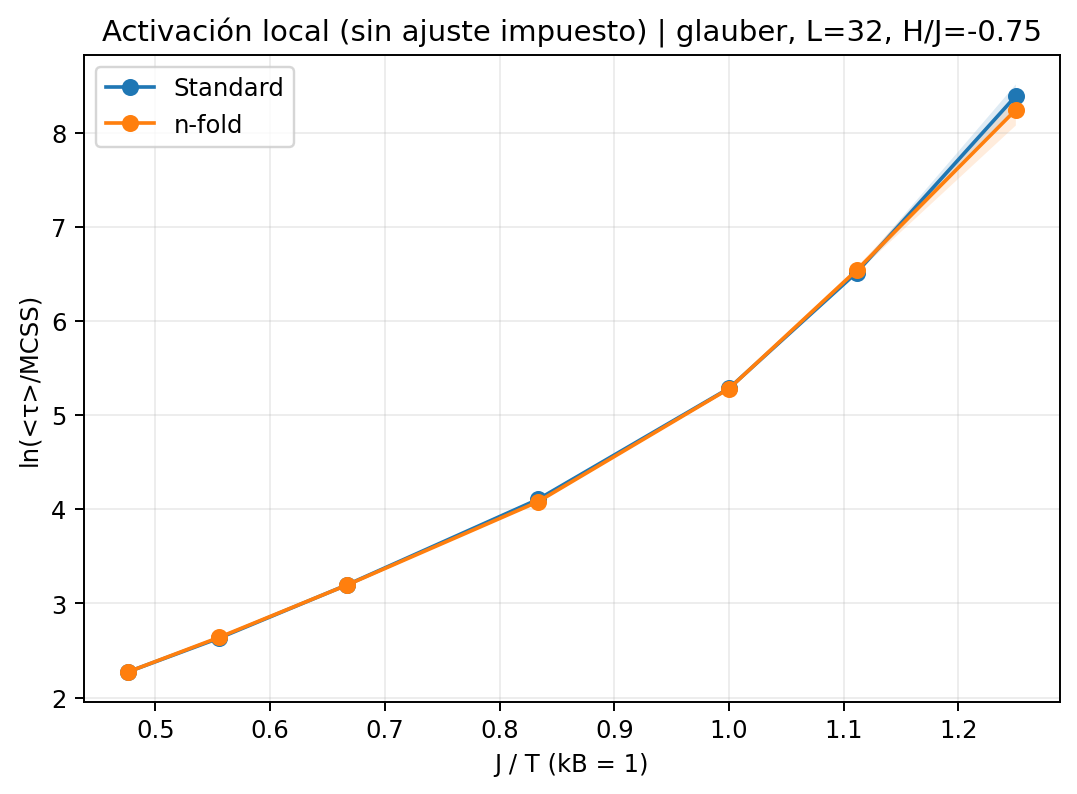 Activación local (sin ajuste impuesto) | glauber, L=32, H/J=-0.75
Standard
n-fold
8
7
6
5
4
3
2
ln(<τ>/MCSS)
0.5 0.6 0.7 0.8 0.9 1.0 1.1 1.2
J / T (kB = 1)